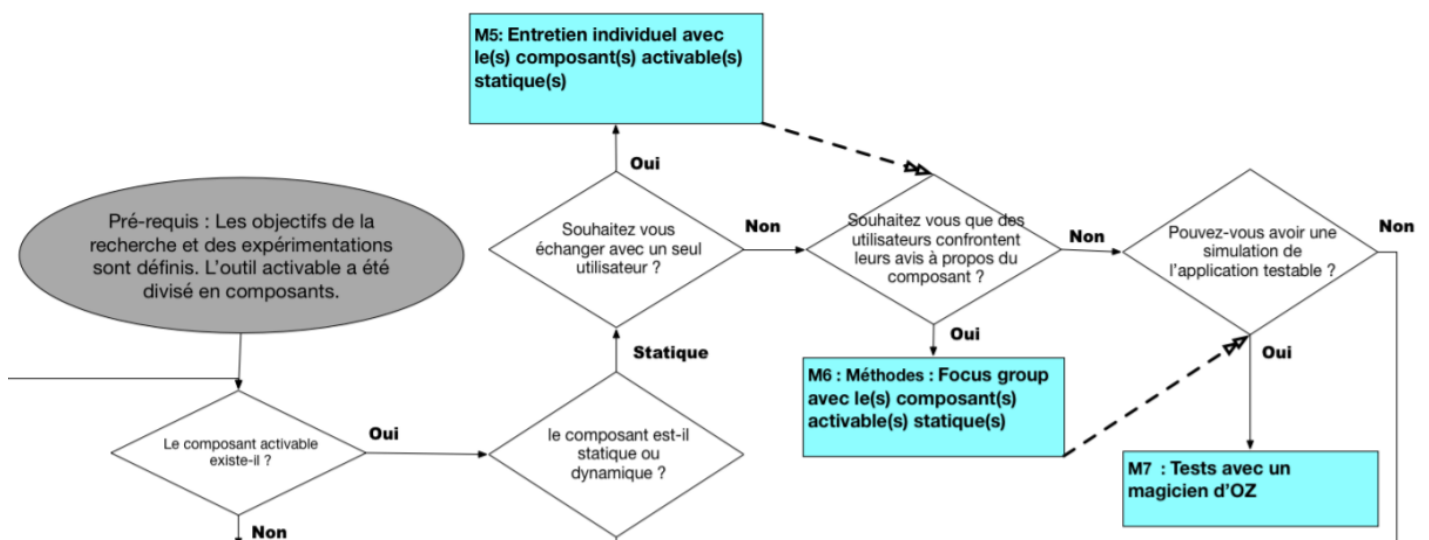 M5: Entretien individuel avec
le(s) composant(s) activable(s)
statique(s)
Oui
Pré-requis : Les objectifs de la
recherche et des expérimentations
sont définis. L'outil activable a été
divisé en composants.
Souhaitez vous
échanger avec un seul
utilisateur ?
Non
Souhaitez vous que des
utilisateurs confrontent
leurs avis à propos du
composant ?
Non
Pouvez-vous avoir une
simulation de
l'application testable ?
Non
Statique
Oui
Oui
M6 : Méthodes : Focus group
avec le(s) composant(s)
activable(s) statique(s)
Le composant activable
existe-il ?
Oui
le composant est-il
statique ou
dynamique ?
M7 : Tests avec un
magicien d'OZ
Non